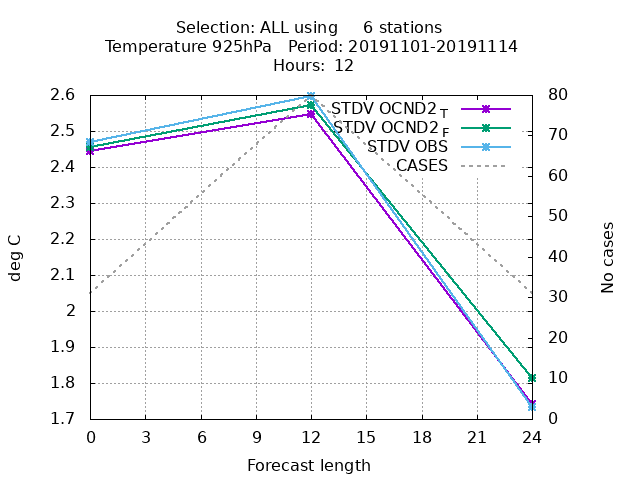 Selection: ALL using     6 stations
Temperature 925hPa   Period: 20191101-20191114
Hours:  12
STDV OCND2 T
STDV OCND2 F
STDV OBS
CASES
2.6
2.5
2.4
2.3
2.2
2.1
2
1.9
1.8
1.7
deg C
80
70
60
50
40
30
20
10
0
No cases
0 3 6 9 12 15 18 21 24
Forecast length